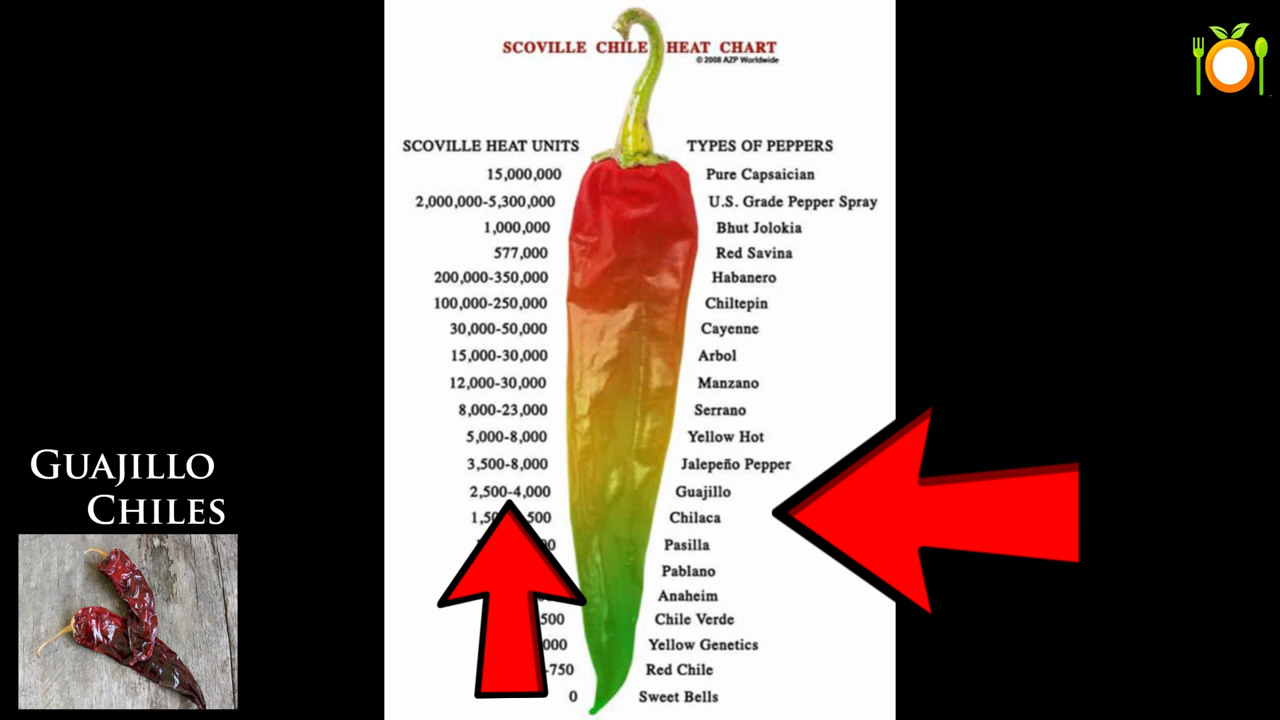 SCOVILLE CHILE HEAT CHART
© 2008 AZP Worldwide
SCOVILLE HEAT UNITS TYPES OF PEPPERS
15,000,000 Pure Capsaician
2,000,000-5,300,000 U.S. Grade Pepper Spray
1,000,000 Bhut Jolokia
577,000 Red Savina
200,000-350,000 Habanero
100,000-250,000 Chiltepin
30,000-50,000 Cayenne
15,000-30,000 Arbol
12,000-30,000 Manzano
8,000-23,000 Serrano
5,000-8,000 Yellow Hot
3,500-8,000 Jalepeño Pepper
2,500-4,000 Guajillo
Chilaca
Pasilla
Pablano
Anaheim
Chile Verde
Yellow Genetics
Red Chile
0 Sweet Bells
GUAJILLO
CHILES